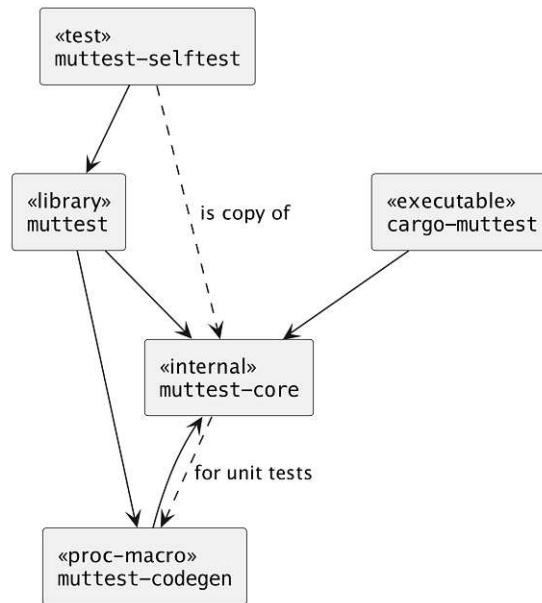 «test»
muttest-selftest
«library»
muttest
«executable»
cargo-muttest
is copy of
«internal»
muttest-core
for unit tests
«proc-macro»
muttest-codegen